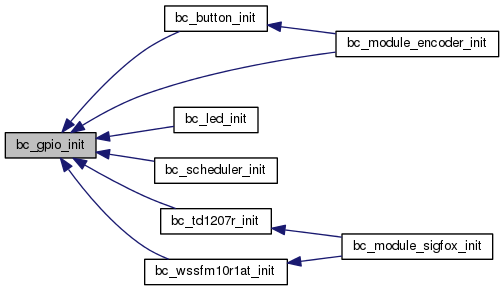 bc_button_init
bc_module_encoder_init
bc_led_init
bc_gpio_init
bc_scheduler_init
bc_td1207r_init
bc_module_sigfox_init
bc_wssfm10r1at_init